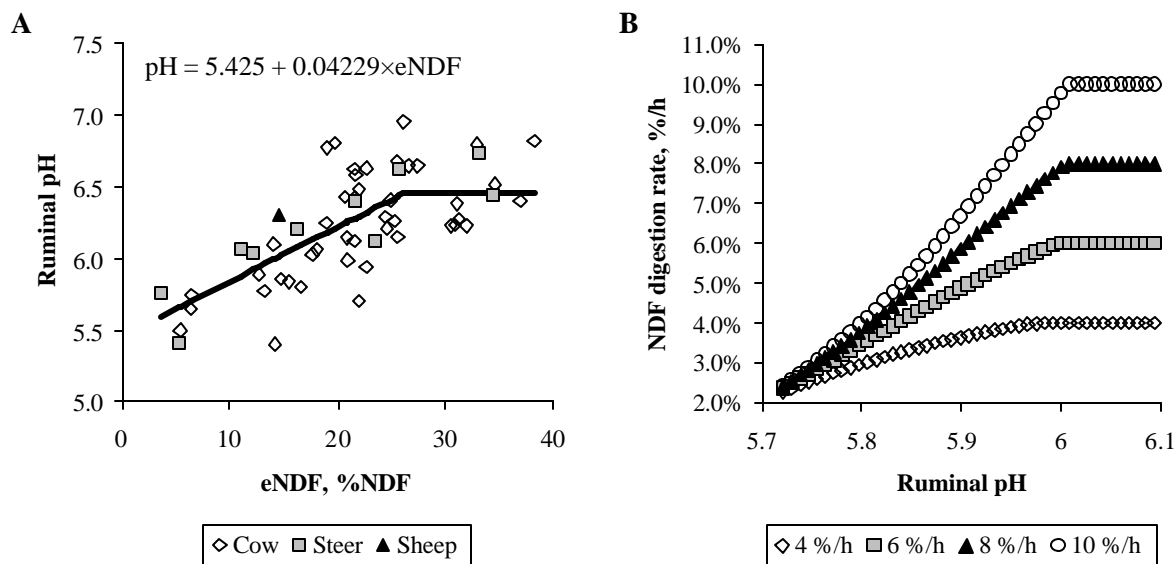 A
pH = 5.425 + 0.04229×eNDF
Ruminal pH
7.5
7.0
6.5
6.0
5.5
5.0
0 10 20 30 40
eNDF, %NDF
Cow Steer Sheep
B
NDF digestion rate, %/h
11.0%
10.0%
9.0%
8.0%
7.0%
6.0%
5.0%
4.0%
3.0%
2.0%
5.7 5.8 5.9 6 6.1
Ruminal pH
4 %/h 6 %/h 8 %/h 10 %/h